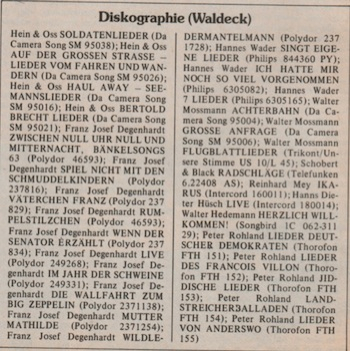 Diskographie (Waldeck)
Hein & Oss SOLDATENLIEDER (Da
Camera Song SM 95038); Hein & Oss
AUF DER GROSSEN STRASSE –
LIEDER VOM FAHREN UND WAN-
DERN (Da Camera Song SM 95026);
Hein & Oss HAUL AWAY – SEE-
MANNSLIEDER (Da Camera Song
SM 95016); Hein & Oss BERTOLD
BRECHT LIEDER (Da Camera Song
SM 95021); Franz Josef Degenhardt
ZWISCHEN NULL UHR NULL UND
MITTERNACHT, BÄNKELSONGS
63 (Polydor 46593); Franz Josef
Degenhardt SPIEL NICHT MIT DEN
SCHMUDDELKINDERN (Polydor
237816); Franz Josef Degenhardt
VÄTERCHEN FRANZ (Polydor 237
829); Franz Josef Degenhardt RUM-
PELSTILZCHEN (Polydor 46593);
Franz Josef Degenhardt WENN DER
SENATOR ERZÄHLT (Polydor 237
834); Franz Josef Degenhardt LIVE
(Polydor 249268); Franz Josef De-
genhardt IM JAHR DER SCHWEINE
(Polydor 249331); Franz Josef De-
genhardt DIE WALLFAHRT ZUM
BIG ZEPPELIN (Polydor 2371138);
Franz Josef Degenhardt MUTTER
MATHILDE (Polydor 2371254);
Franz Josef Degenhardt WILDLE-
DERMANTELMANN (Polydor 237
1728); Hannes Wader SINGT EIGE-
NE LIEDER (Philips 844360 PY);
Hannes Wader ICH HATTE MIR
NOCH SO VIEL VORGENOMMEN
(Philips 6305082); Hannes Wader
7 LIEDER (Philips 6305165); Walter
Mossmann ACHTERBAHN (Da Ca-
mera Song 95004); Walter Mossmann
GROSSE ANFRAGE (Da Camera
Song SM 95006); Walter Mossmann
FLUGBLATTLIEDER (Trikont/Un-
sere Stimme US 10/L 45); Schobert
& Black RADSCHLÄGE (Telefunken
6.22408 AS); Reinhard Mey IKA-
RUS (Intercord 160011); Hanns Die-
ter Hüsch LIVE (Intercord 180014);
Walter Hedemann HERZLICH WILL-
KOMMEN! (Songbird 1C 062-311
29); Peter Rohland LIEDER DEUT-
SCHER DEMOKRATEN (Thorofon
FTH 151); Peter Rohland LIEDER
DES FRANCOIS VILLON (Thoro-
fon FTH 152); Peter Rohland JID-
DISCHE LIEDER (Thorofon FTH
153); Peter Rohland LAND-
STREICHERBALLADEN (Thorofon
FTH 154); Peter Rohland LIEDER
VON ANDERSWO (Thorofon FTH
155)